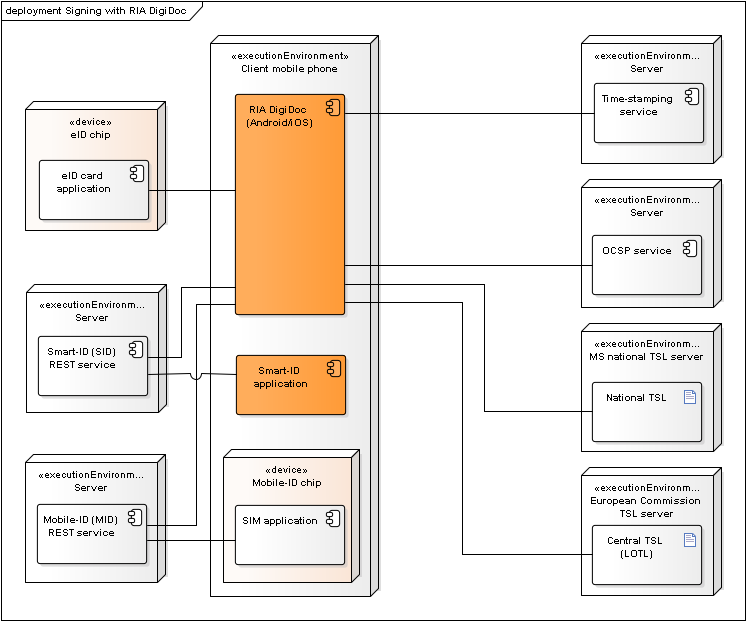 deployment Signing with RIA DigiDoc
«executionEnvironment»
Client mobile phone
RIA DigiDoc
(Android/iOS)
«device»
eID chip
eID card
application
«executionEnvironm...
Server
Smart-ID (SID)
REST service
Smart-ID
application
«executionEnvironm...
Server
Mobile-ID (MID)
REST service
«device»
Mobile-ID chip
SIM application
«executionEnvironm...
Server
Time-stamping
service
«executionEnvironm...
Server
OCSP service
«executionEnvironm...
MS national TSL server
National TSL
«executionEnvironm...
European Commission
TSL server
Central TSL
(LOTL)